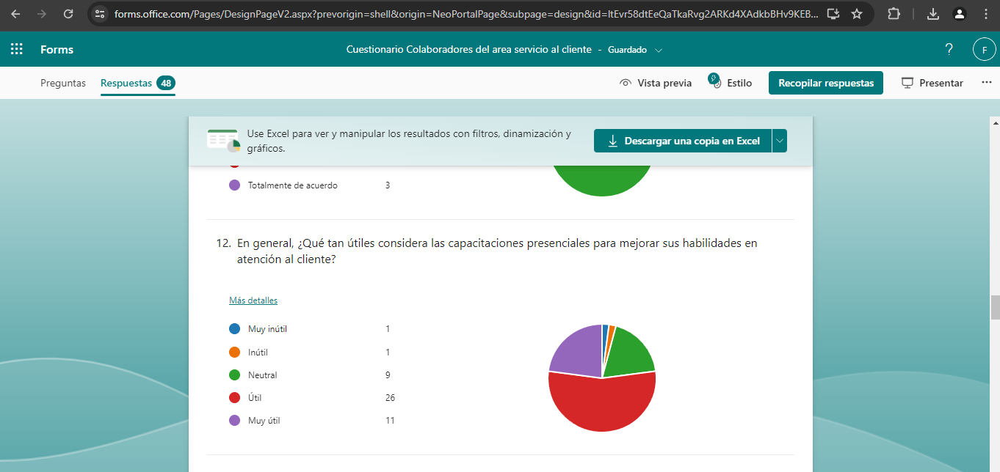 forms.office.com/Pages/DesignPageV2.aspx?prevorigin=shell&origin=NeoPortalPage&subpage=design&id=ItEvr58dtEeQaTkaRvg2ARKd4XAdkbBHv9KEB...
Forms
Cuestionario Colaboradores del area servicio al cliente - Guardado
?
F
Preguntas
Respuestas 48
Vista previa
Estilo
Recopilar respuestas
Presentar
...
Use Excel para ver y manipular los resultados con filtros, dinamización y
gráficos.
Descargar una copia en Excel
Totalmente de acuerdo 3
12. En general, ¿Qué tan útiles considera las capacitaciones presenciales para mejorar sus habilidades en
atención al cliente?
Más detalles
Muy inútil 1
Inútil 1
Neutral 9
Útil 26
Muy útil 11